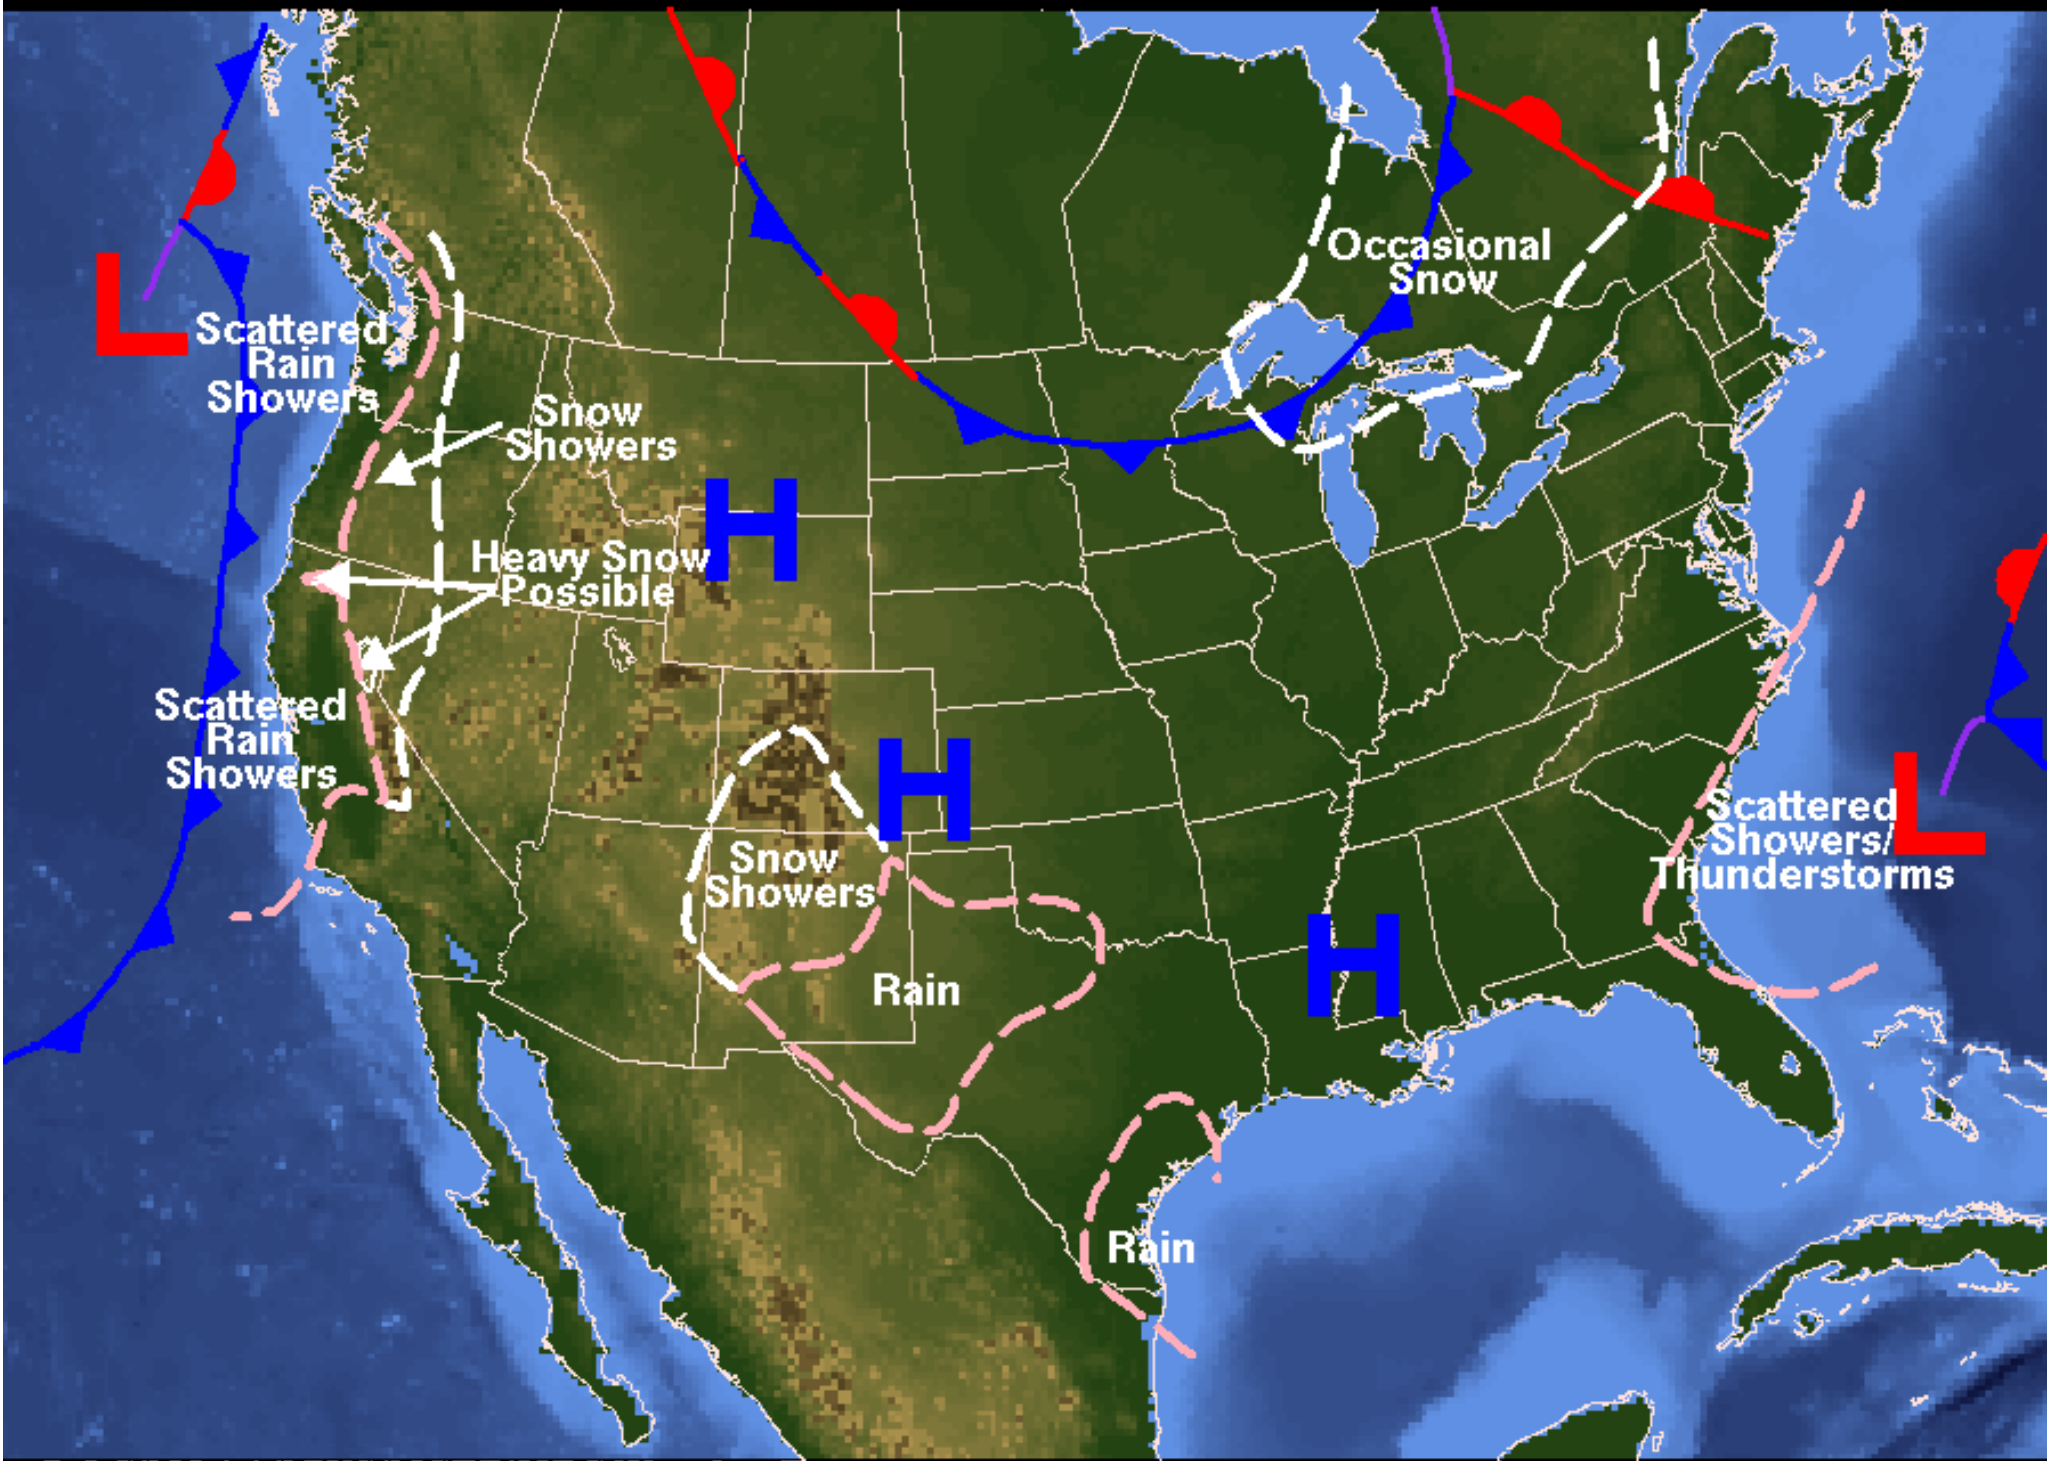 Occasional
Snow
L
Scattered
Rain
Showers
Snow
Showers
H
Heavy Snow
Possible
Scattered
Rain
Showers
H
Snow
Showers
L
Scattered
Showers/
Thunderstorms
H
Rain
Rain